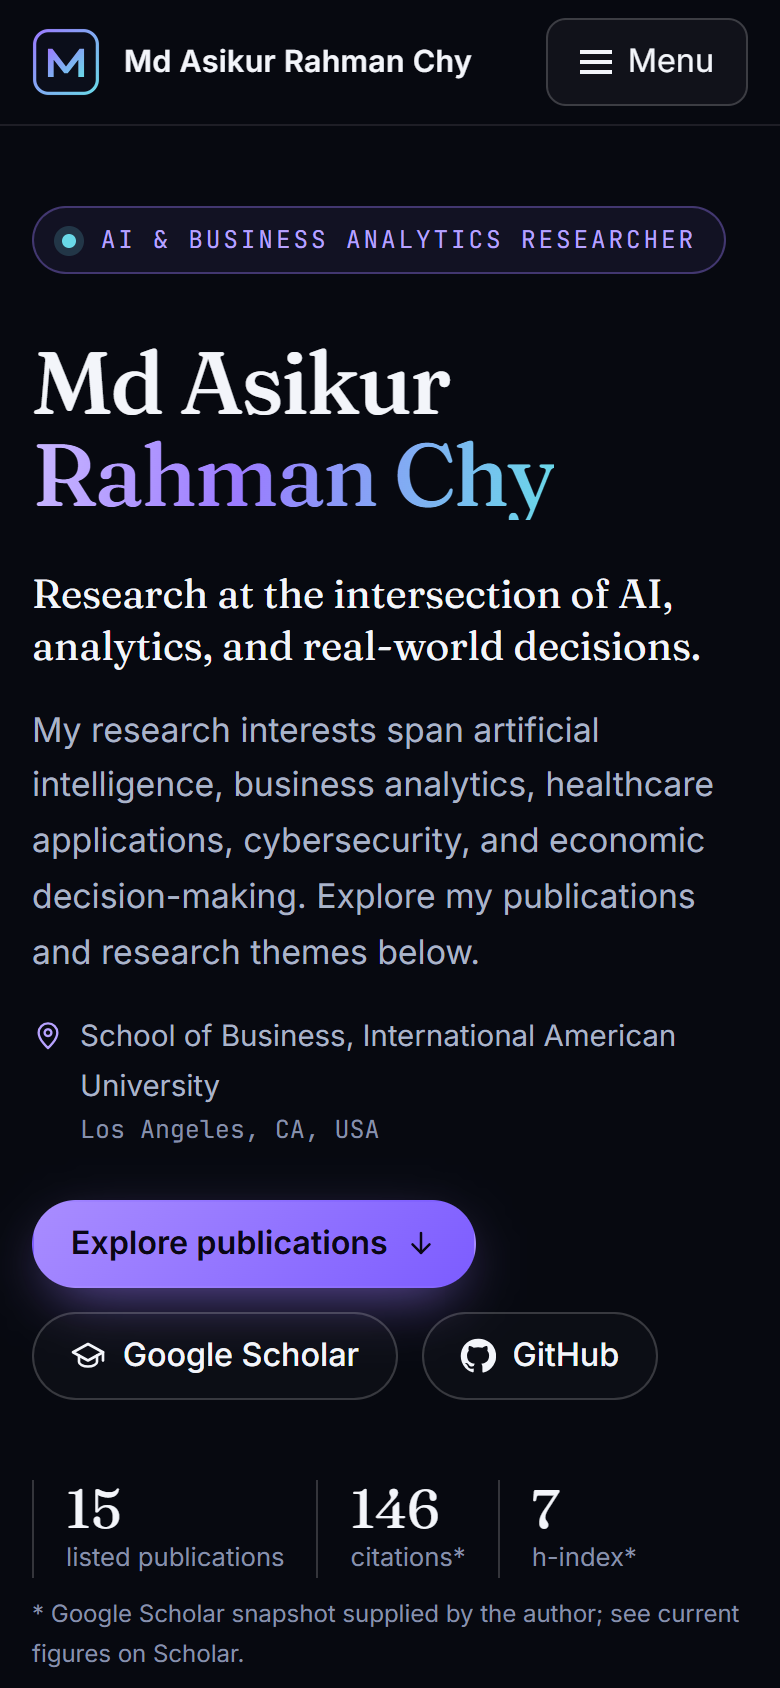 M
Md Asikur Rahman Chy
Menu
AI & BUSINESS ANALYTICS RESEARCHER
Md Asikur
Rahman Chy
Research at the intersection of AI,
analytics, and real-world decisions.
My research interests span artificial
intelligence, business analytics, healthcare
applications, cybersecurity, and economic
decision-making. Explore my publications
and research themes below.
School of Business, International American
University
Los Angeles, CA, USA
Explore publications ↓
Google Scholar
GitHub
15
listed publications
146
citations*
7
h-index*
* Google Scholar snapshot supplied by the author; see current
figures on Scholar.